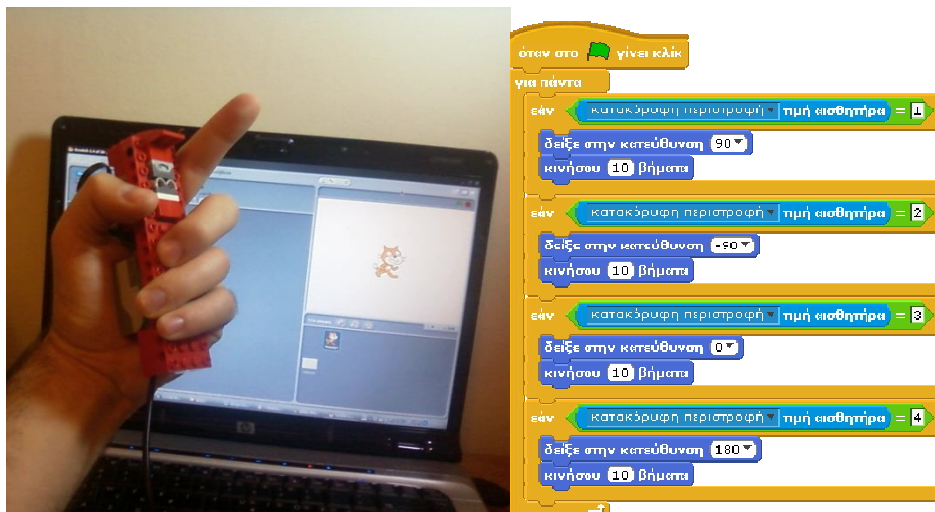 όταν στο γίνει κλίκ
για πάντα
εάν κατακόρυφη περιστροφή τιμή αισθητήρα = 1
δείξε στην κατεύθυνση 90
κινήσου 10 βήματα
εάν κατακόρυφη περιστροφή τιμή αισθητήρα = 2
δείξε στην κατεύθυνση -90
κινήσου 10 βήματα
εάν κατακόρυφη περιστροφή τιμή αισθητήρα = 3
δείξε στην κατεύθυνση 0
κινήσου 10 βήματα
εάν κατακόρυφη περιστροφή τιμή αισθητήρα = 4
δείξε στην κατεύθυνση 180
κινήσου 10 βήματα
hp